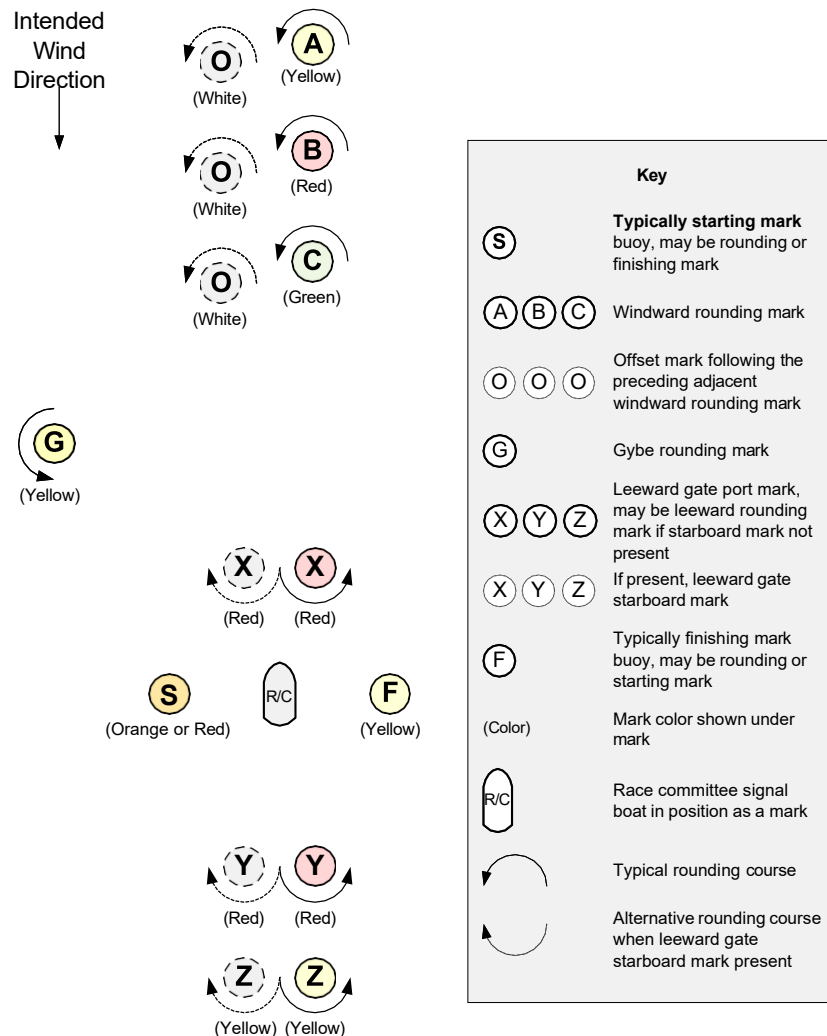 Intended
Wind
Direction
O
A
(White)
(Yellow)
O
B
(White)
(Red)
O
C
(White)
(Green)
G
(Yellow)
X
X
(Red)
(Red)
S
R/C
F
(Orange or Red)
(Yellow)
Y
Y
(Red)
(Red)
Z
Z
(Yellow)
(Yellow)
Key
S
Typically starting mark
buoy, may be rounding or
finishing mark
A B C
Windward rounding mark
O O O
Offset mark following the
preceding adjacent
windward rounding mark
G
Gybe rounding mark
X Y Z
Leeward gate port mark,
may be leeward rounding
mark if starboard mark not
present
X Y Z
If present, leeward gate
starboard mark
F
Typically finishing mark
buoy, may be rounding or
starting mark
(Color)
Mark color shown under
mark
R/C
Race committee signal
boat in position as a mark
Typical rounding course
Alternative rounding course
when leeward gate
starboard mark present